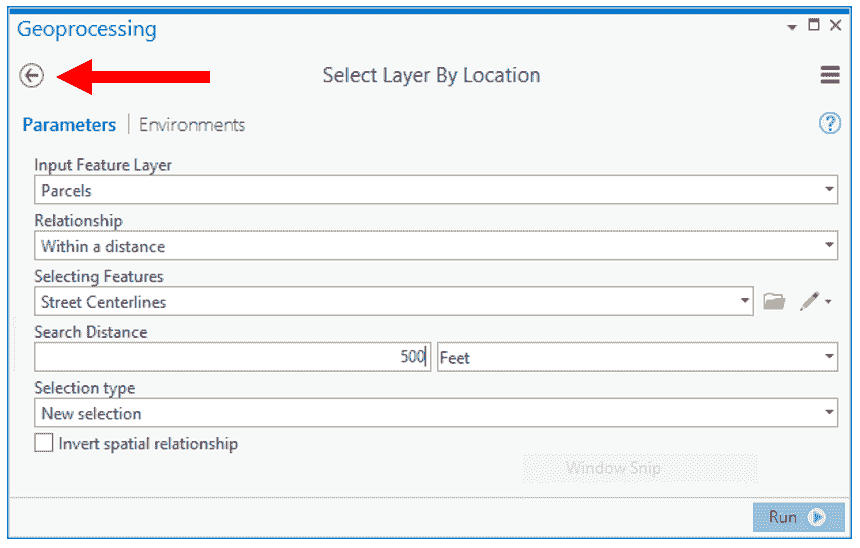 Geoprocessing
Select Layer By Location
Parameters | Environments
Input Feature Layer
Parcels
Relationship
Within a distance
Selecting Features
Street Centerlines
Search Distance
500 Feet
Selection type
New selection
Invert spatial relationship
Window Snip
Run